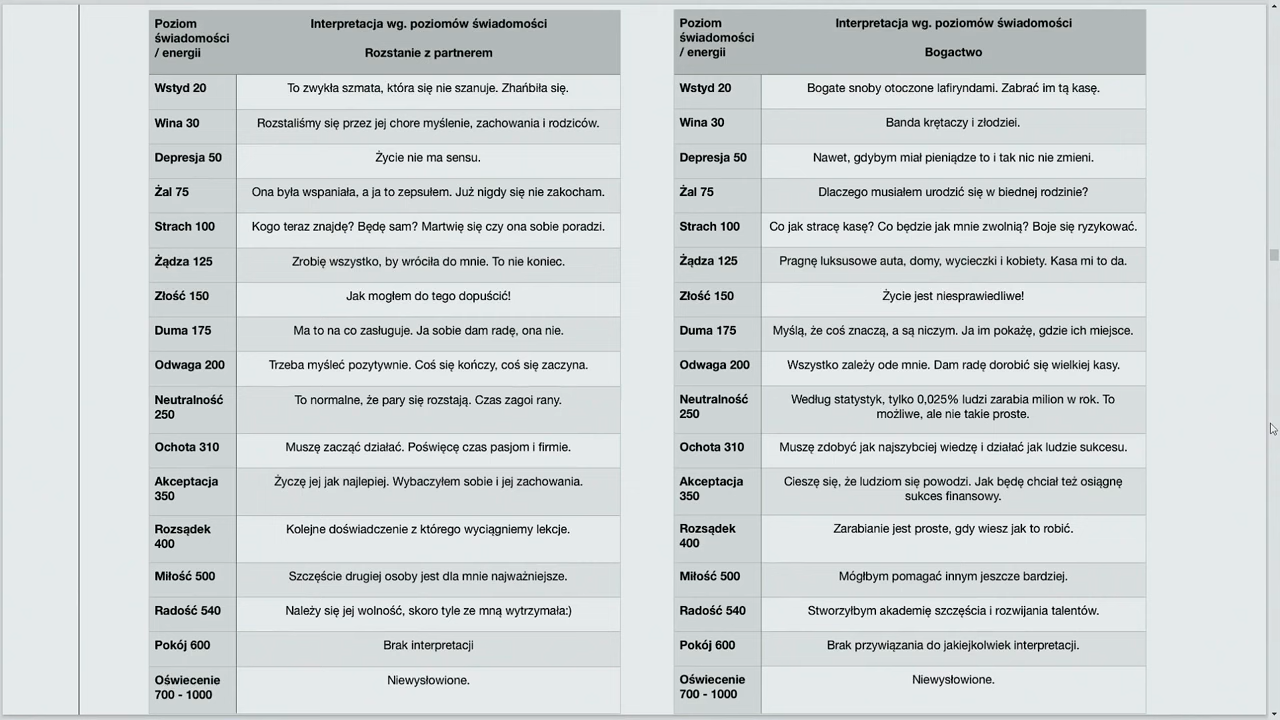 Poziom
świadomości
/ energii
Interpretacja wg. poziomów świadomości
Rozstanie z partnerem
Wstyd 20
To zwykła szmata, która się nie szanuje. Zhańbiła się.
Wina 30
Rozstaliśmy się przez jej chore myślenie, zachowania i rodziców.
Depresja 50
Życie nie ma sensu.
Żal 75
Ona była wspaniała, a ja to zepsułem. Już nigdy się nie zakocham.
Strach 100
Kogo teraz znajdę? Będę sam? Martwię się czy ona sobie poradzi.
Żądza 125
Zrobię wszystko, by wróciła do mnie. To nie koniec.
Złość 150
Jak mogłem do tego dopuścić!
Duma 175
Ma to na co zasługuje. Ja sobie dam radę, ona nie.
Odwaga 200
Trzeba myśleć pozytywnie. Coś się kończy, coś się zaczyna.
Neutralność
250
To normalne, że pary się rozstają. Czas zagoi rany.
Ochota 310
Muszę zacząć działać. Poświęcę czas pasjom i firmie.
Akceptacja
350
Życzę jej jak najlepiej. Wybaczyłem sobie i jej zachowania.
Rozsądek
400
Kolejne doświadczenie z którego wyciągniemy lekcje.
Miłość 500
Szczęście drugiej osoby jest dla mnie najważniejsze.
Radość 540
Należy się jej wolność, skoro tyle ze mną wytrzymała:)
Pokój 600
Brak interpretacji
Oświecenie
700 - 1000
Niewysłowione.
Poziom
świadomości
/ energii
Interpretacja wg. poziomów świadomości
Bogactwo
Wstyd 20
Bogate snoby otoczone lafiryndami. Zabrać im tą kasę.
Wina 30
Banda krętaczy i złodziei.
Depresja 50
Nawet, gdybym miał pieniądze to i tak nic nie zmieni.
Żal 75
Dlaczego musiałem urodzić się w biednej rodzinie?
Strach 100
Co jak stracę kasę? Co będzie jak mnie zwolnią? Boje się ryzykować.
Żądza 125
Pragnę luksusowe auta, domy, wycieczki i kobiety. Kasa mi to da.
Złość 150
Życie jest niesprawiedliwe!
Duma 175
Myślą, że coś znaczą, a są niczym. Ja im pokażę, gdzie ich miejsce.
Odwaga 200
Wszystko zależy ode mnie. Dam radę dorobić się wielkiej kasy.
Neutralność
250
Według statystyk, tylko 0,025% ludzi zarabia milion w rok. To
możliwe, ale nie takie proste.
Ochota 310
Muszę zdobyć jak najszybciej wiedzę i działać jak ludzie sukcesu.
Akceptacja
350
Cieszę się, że ludziom się powodzi. Jak będę chciał też osiągnę
sukces finansowy.
Rozsądek
400
Zarabianie jest proste, gdy wiesz jak to robić.
Miłość 500
Mógłbym pomagać innym jeszcze bardziej.
Radość 540
Stworzyłbym akademię szczęścia i rozwijania talentów.
Pokój 600
Brak przywiązania do jakiejkolwiek interpretacji.
Oświecenie
700 - 1000
Niewysłowione.